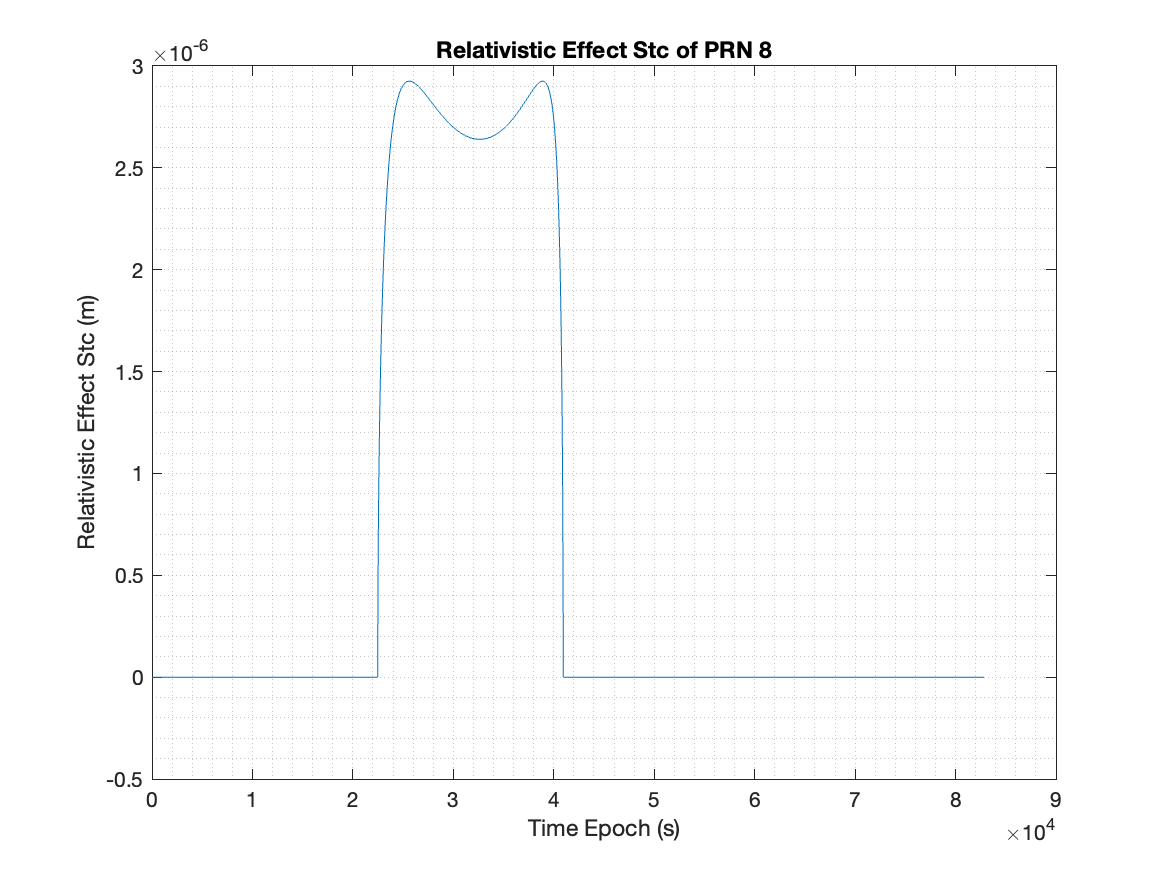 Relativistic Effect Stc of PRN 8
×10⁻⁶
3
2.5
2
1.5
1
0.5
0
-0.5
Relativistic Effect Stc (m)
0 1 2 3 4 5 6 7 8 9
Time Epoch (s)
×10⁴